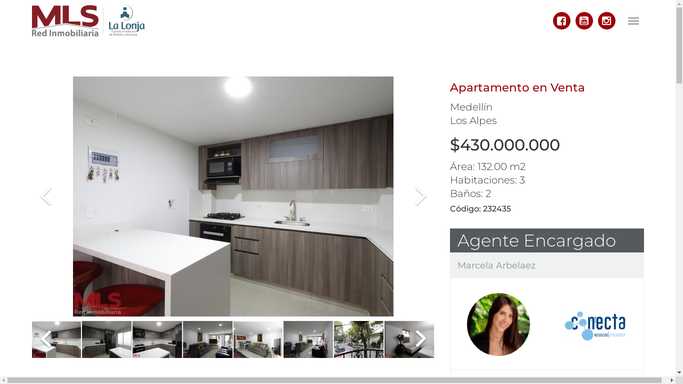 MLS
Red Inmobiliaria
La Lonja
Apartamento en Venta
Medellín
Los Alpes
$430.000.000
Área: 132.00 m2
Habitaciones: 3
Baños: 2
Código: 232435
Agente Encargado
Marcela Arbelaez
MLS
Red Inmobiliaria
conecta